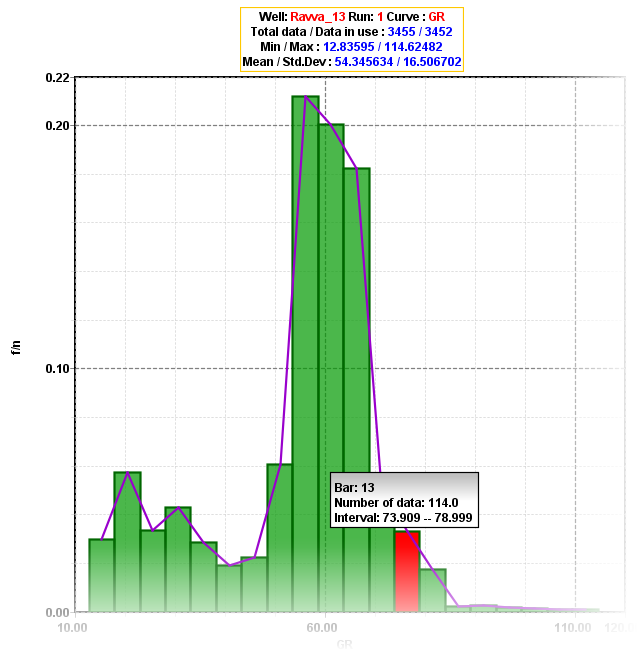 Well: Ravva_13 Run: 1 Curve : GR
Total data / Data in use : 3455 / 3452
Min / Max : 12.83595 / 114.62482
Mean / Std.Dev : 54.345634 / 16.506702
0.22
0.20
f/n
0.10
Bar: 13
Number of data: 114.0
Interval: 73.909 -- 78.999
0.00
10.00 60.00 110.00
GR